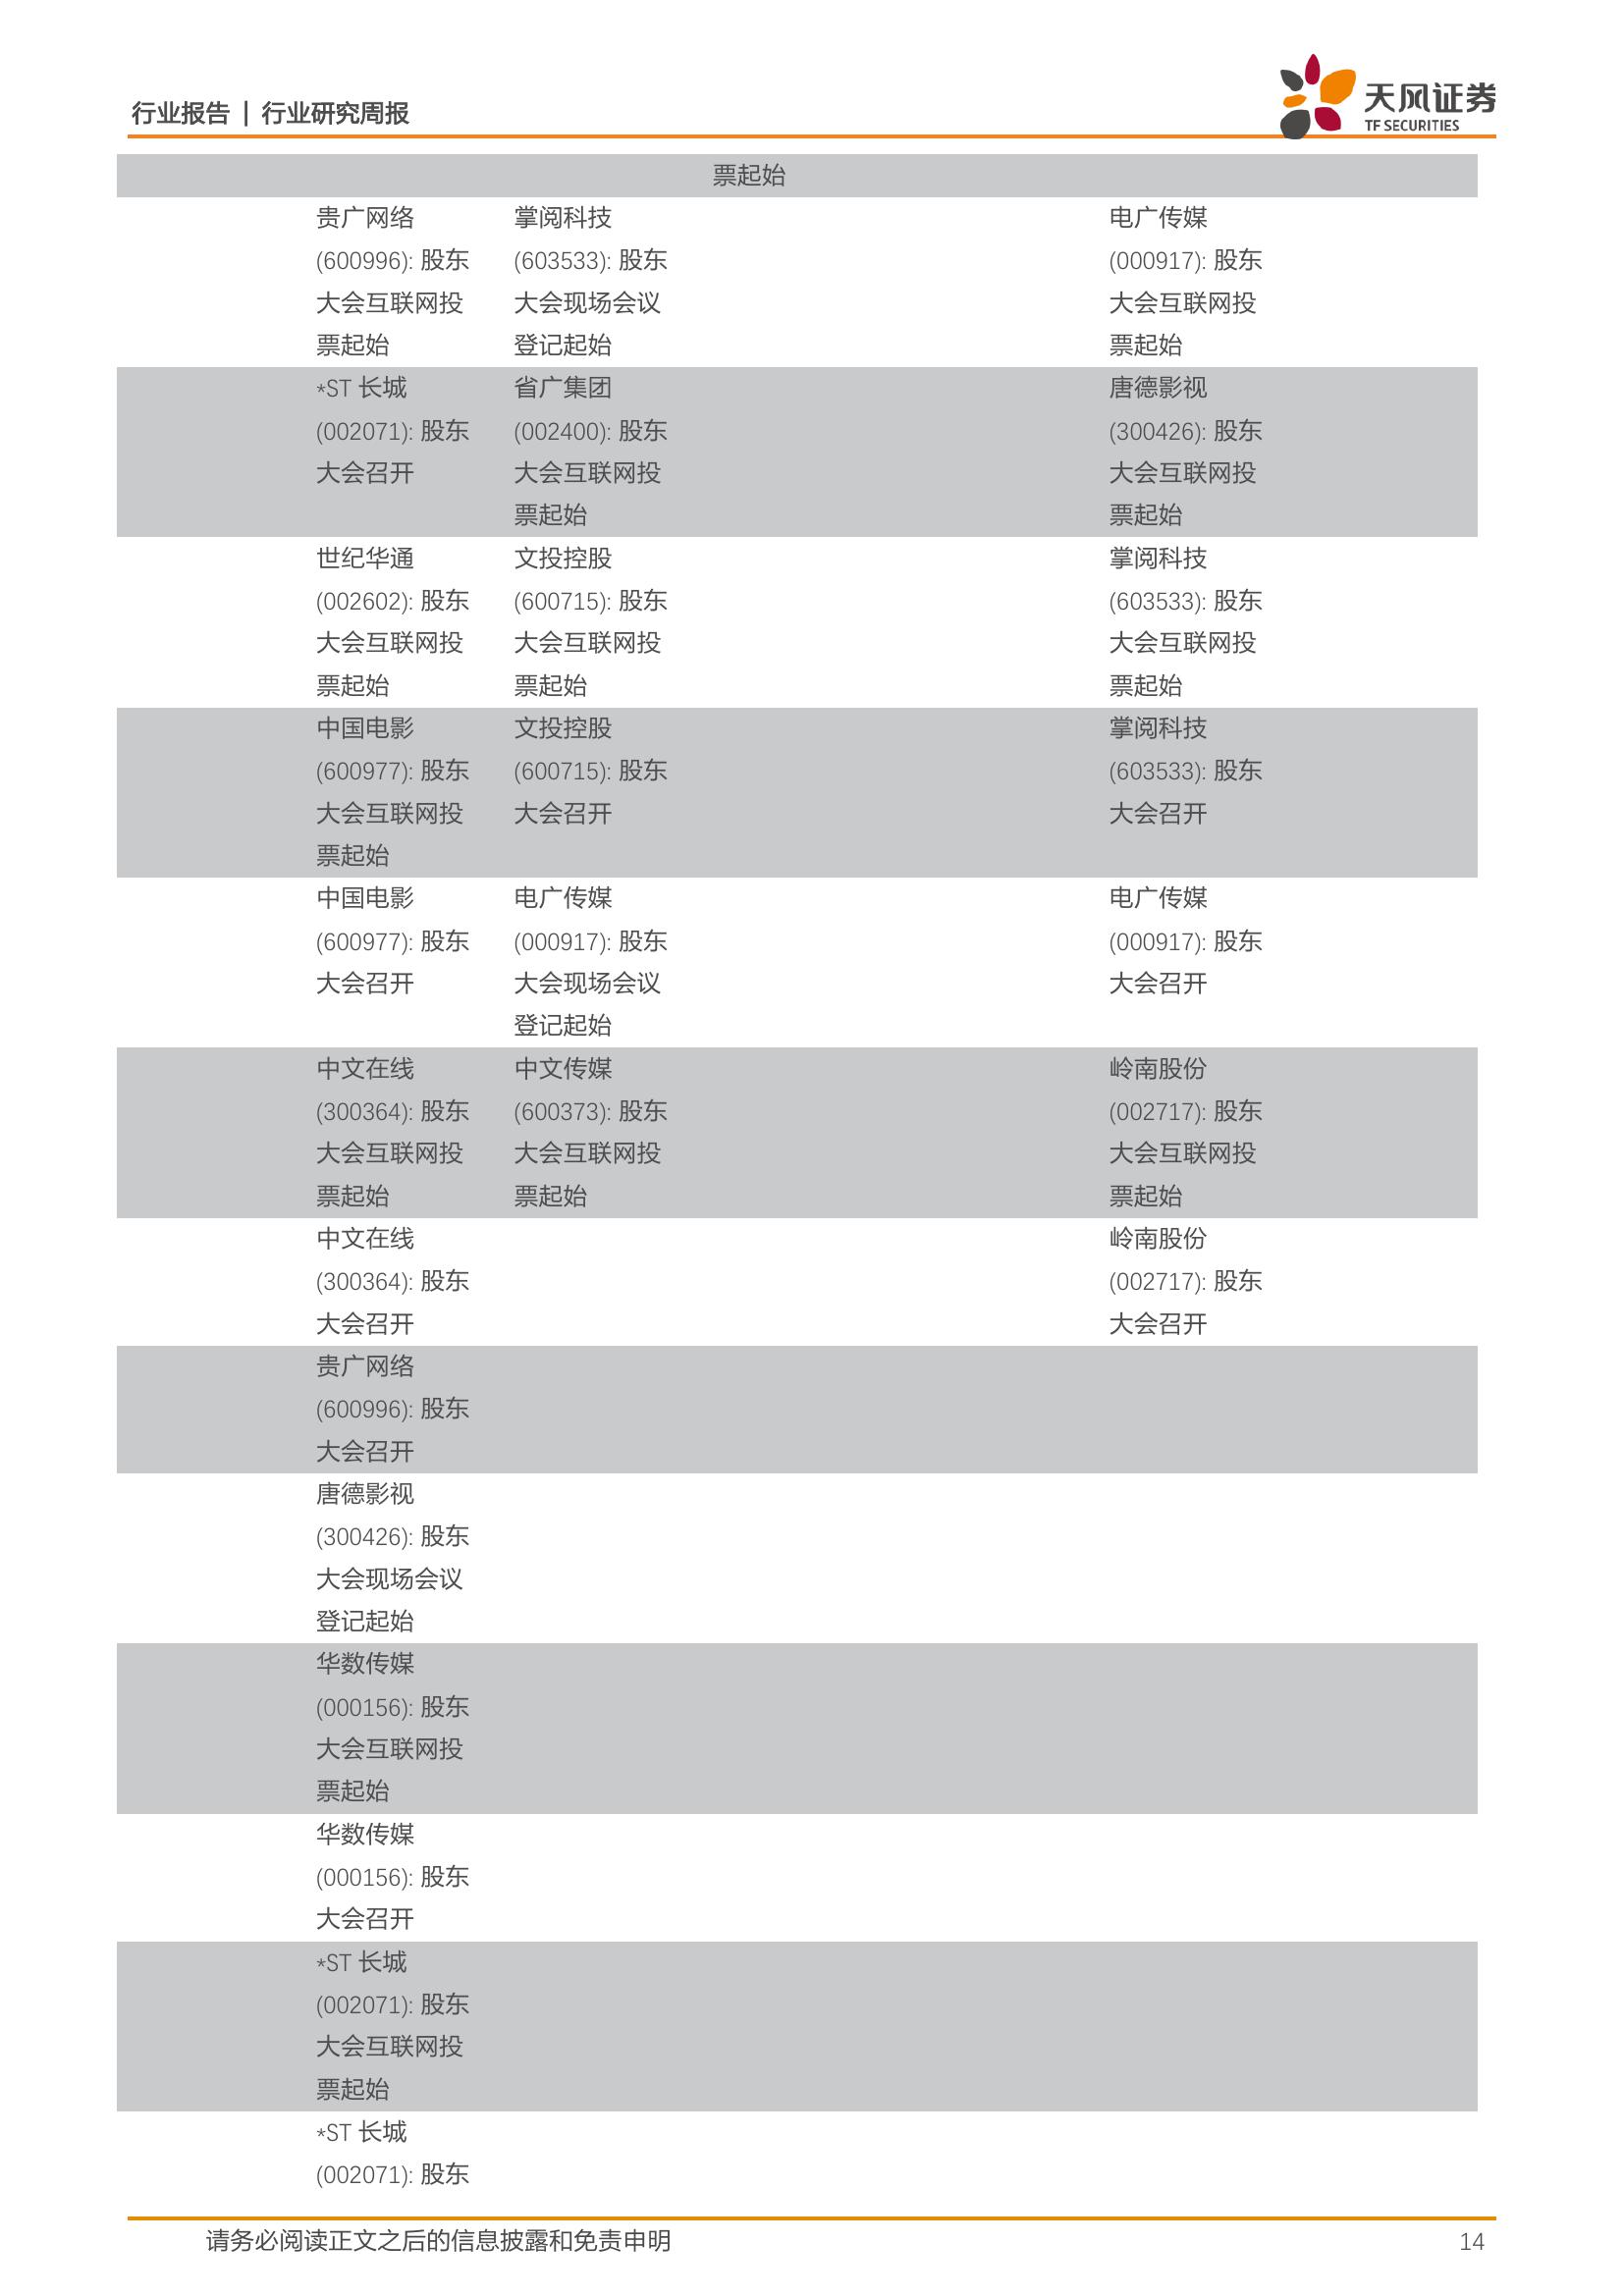 行业报告 | 行业研究周报
天风证券
TF SECURITIES
票起始
贵广网络 掌阅科技 电广传媒
(600996): 股东 (603533): 股东 (000917): 股东
大会互联网投 大会现场会议 大会互联网投
票起始 登记起始 票起始
*ST 长城 省广集团 唐德影视
(002071): 股东 (002400): 股东 (300426): 股东
大会召开 大会互联网投 大会互联网投
票起始 票起始
世纪华通 文投控股 掌阅科技
(002602): 股东 (600715): 股东 (603533): 股东
大会互联网投 大会互联网投 大会互联网投
票起始 票起始 票起始
中国电影 文投控股 掌阅科技
(600977): 股东 (600715): 股东 (603533): 股东
大会互联网投 大会召开 大会召开
票起始
中国电影 电广传媒 电广传媒
(600977): 股东 (000917): 股东 (000917): 股东
大会召开 大会现场会议 大会召开
登记起始
中文在线 中文传媒 岭南股份
(300364): 股东 (600373): 股东 (002717): 股东
大会互联网投 大会互联网投 大会互联网投
票起始 票起始 票起始
中文在线 岭南股份
(300364): 股东 (002717): 股东
大会召开 大会召开
贵广网络
(600996): 股东
大会召开
唐德影视
(300426): 股东
大会现场会议
登记起始
华数传媒
(000156): 股东
大会互联网投
票起始
华数传媒
(000156): 股东
大会召开
*ST 长城
(002071): 股东
大会互联网投
票起始
*ST 长城
(002071): 股东
请务必阅读正文之后的信息披露和免责申明 14